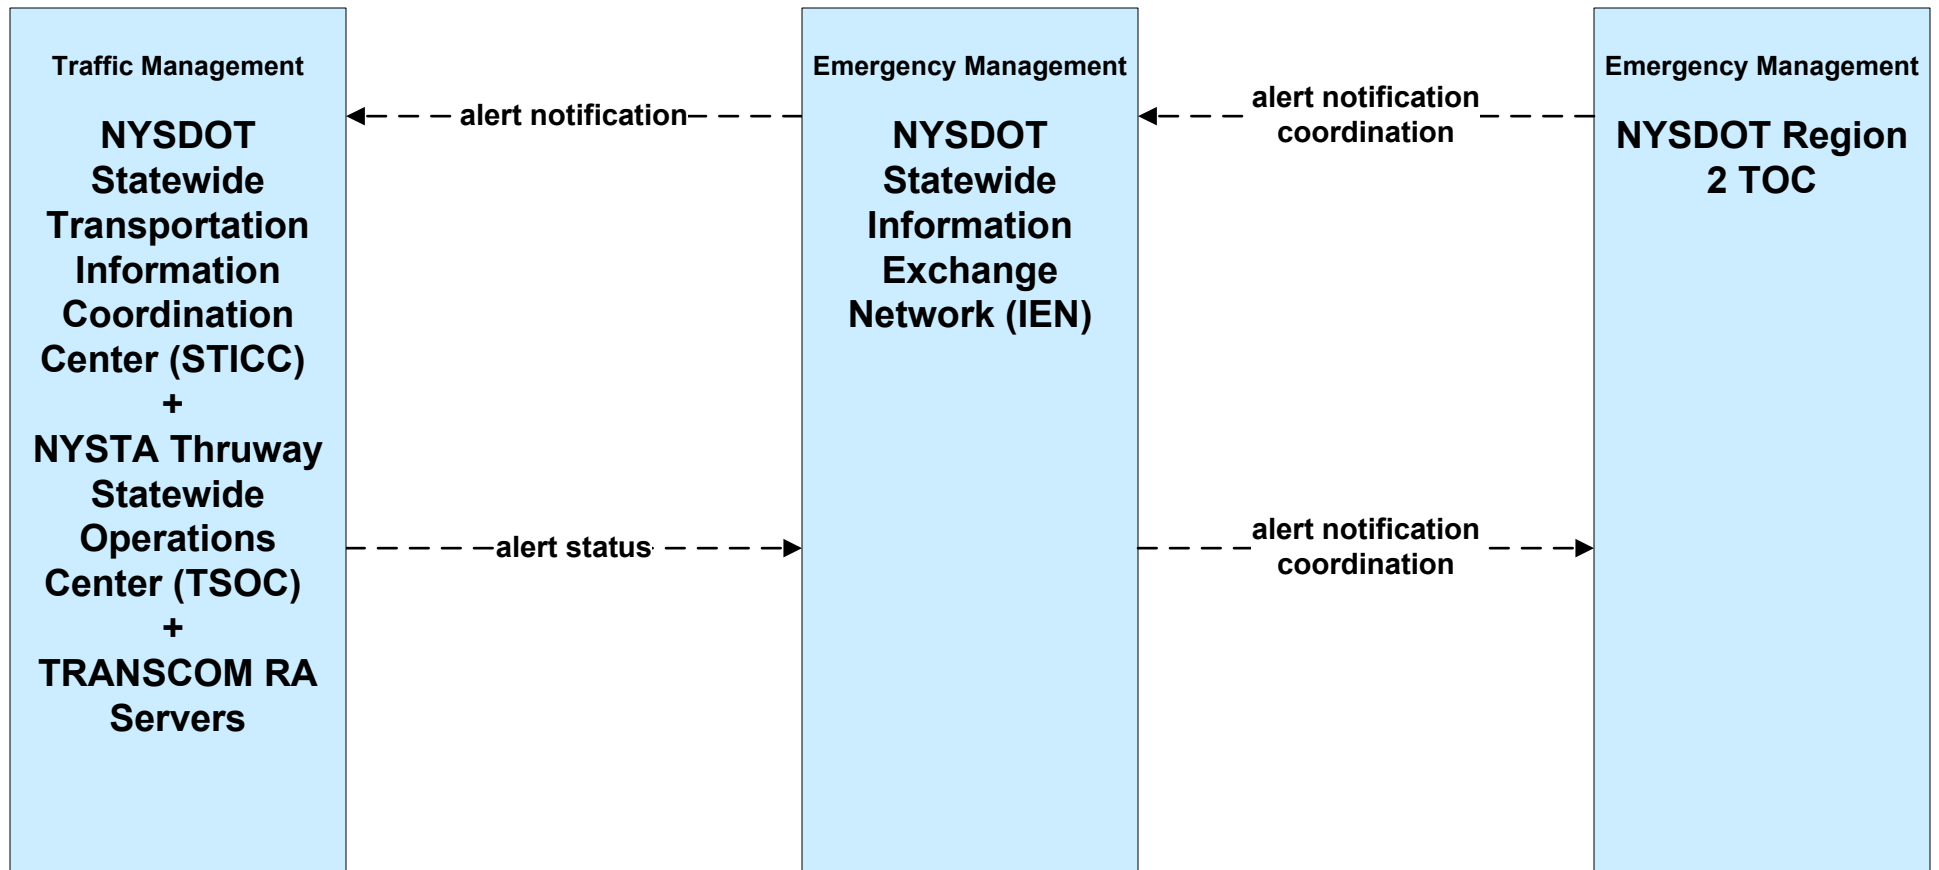 Traffic Management
NYSDOT
Statewide
Transportation
Information
Coordination
Center (STICC)
+
NYSTA Thruway
Statewide
Operations
Center (TSOC)
+
TRANSCOM RA
Servers
alert notification
alert status
Emergency Management
NYSDOT
Statewide
Information
Exchange
Network (IEN)
alert notification
coordination
alert notification
coordination
Emergency Management
NYSDOT Region
2 TOC